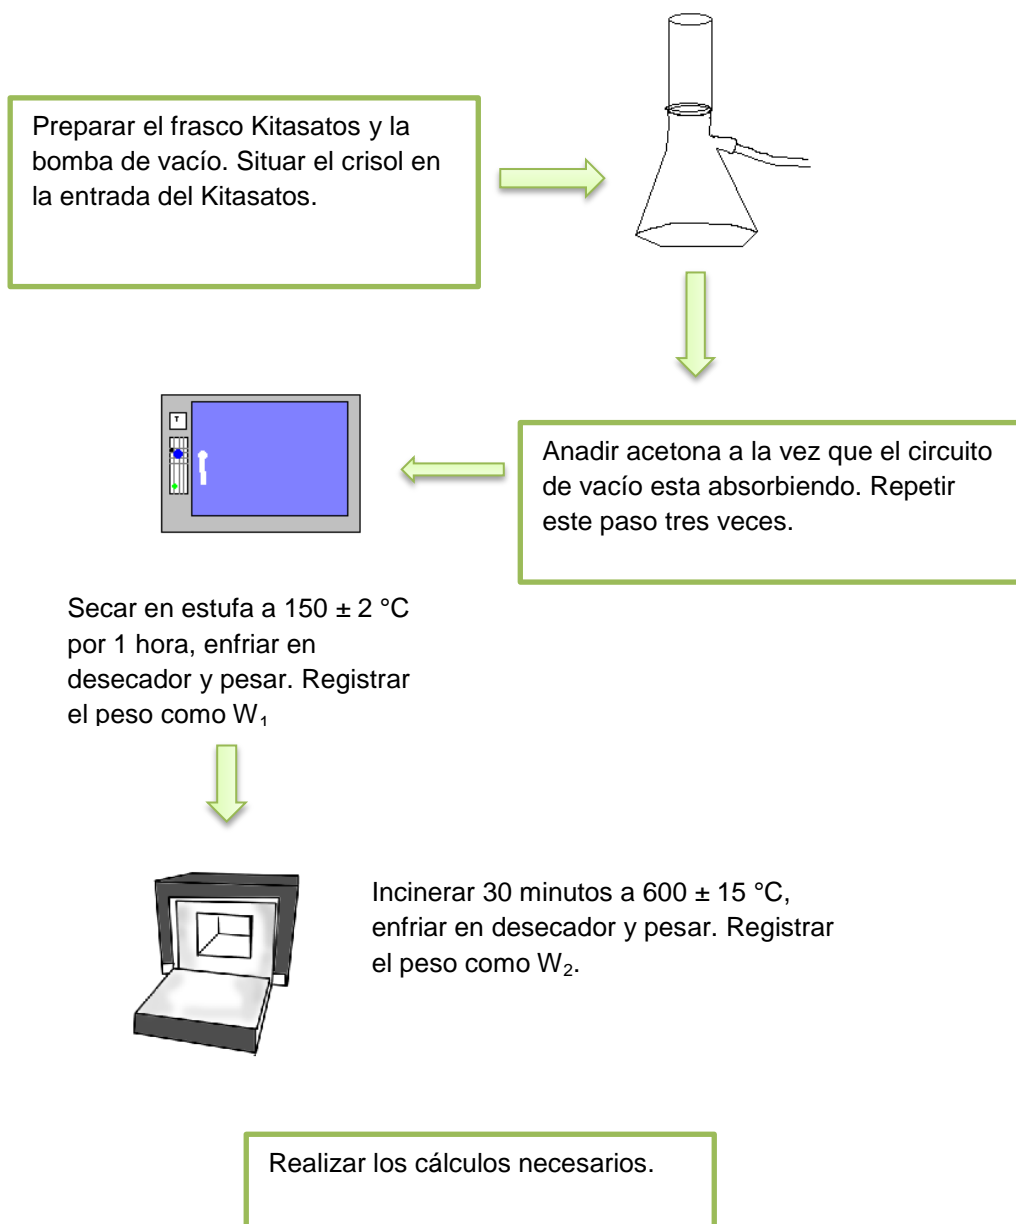 Preparar el frasco Kitasatos y la
bomba de vacío. Situar el crisol en
la entrada del Kitasatos.
T
Anadir acetona a la vez que el circuito
de vacío esta absorbiendo. Repetir
este paso tres veces.
Secar en estufa a 150 ± 2 °C
por 1 hora, enfriar en
desecador y pesar. Registrar
el peso como W₁
Incinerar 30 minutos a 600 ± 15 °C,
enfriar en desecador y pesar. Registrar
el peso como W₂.
Realizar los cálculos necesarios.